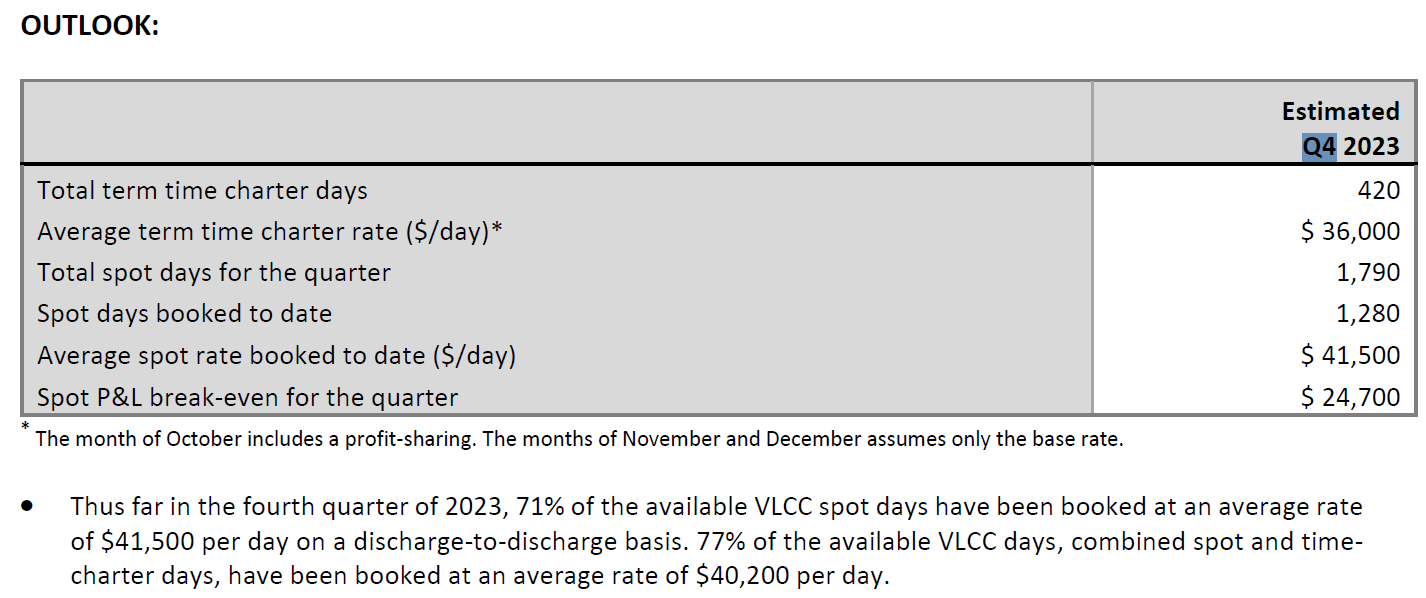 OUTLOOK:
Estimated
Q4 2023
Total term time charter days 420
Average term time charter rate ($/day)* $ 36,000
Total spot days for the quarter 1,790
Spot days booked to date 1,280
Average spot rate booked to date ($/day) $ 41,500
Spot P&L break-even for the quarter $ 24,700
* The month of October includes a profit-sharing. The months of November and December assumes only the base rate.
• Thus far in the fourth quarter of 2023, 71% of the available VLCC spot days have been booked at an average rate
of $41,500 per day on a discharge-to-discharge basis. 77% of the available VLCC days, combined spot and time-
charter days, have been booked at an average rate of $40,200 per day.